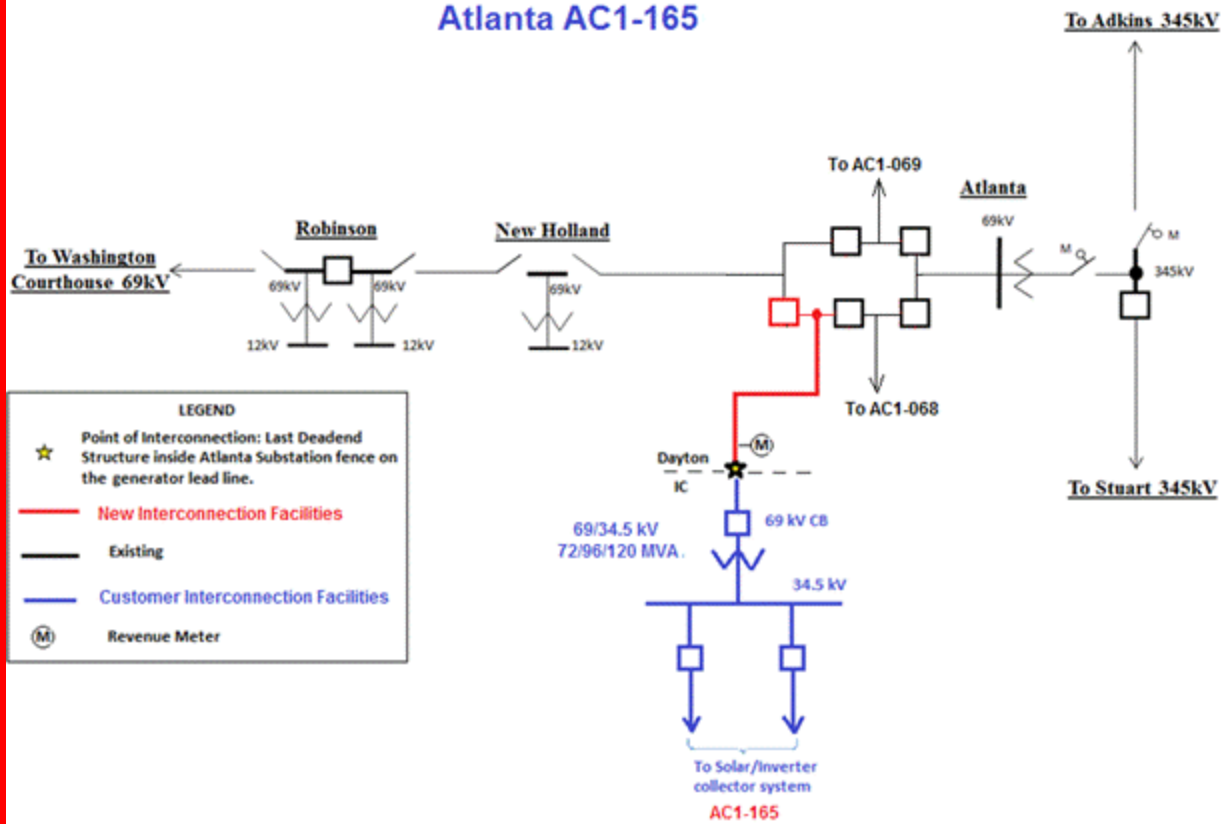 Atlanta AC1-165
To Adkins 345kV
To AC1-069
Atlanta
69kV
M
M
345kV
Robinson
New Holland
To Washington
Courthouse 69kV
69kV
69kV
69kV
12kV
12kV
12kV
To AC1-068
To Stuart 345kV
LEGEND
Point of Interconnection: Last Deadend
Structure inside Atlanta Substation fence on
the generator lead line.
New Interconnection Facilities
Existing
Customer Interconnection Facilities
M
Revenue Meter
M
Dayton
IC
69/34.5 kV
72/96/120 MVA.
69 kV CB
34.5 kV
To Solar/Inverter
collector system
AC1-165